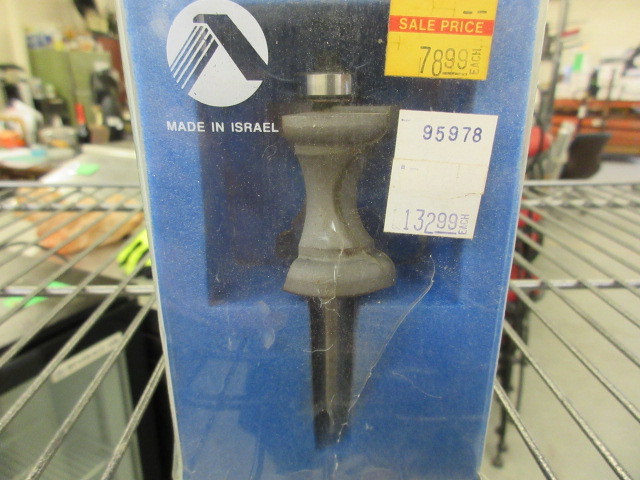 SALE PRICE
7899 EACH
MADE IN ISRAEL
95978
13299 EACH